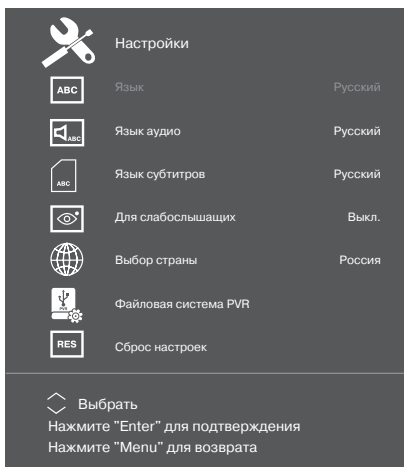 Настройки
ABC Язык Русский
ABC Язык аудио Русский
ABC Язык субтитров Русский
Для слабослышащих Выкл.
Выбор страны Россия
PVR Файловая система PVR
RES Сброс настроек
Выбрать
Нажмите "Enter" для подтверждения
Нажмите "Menu" для возврата